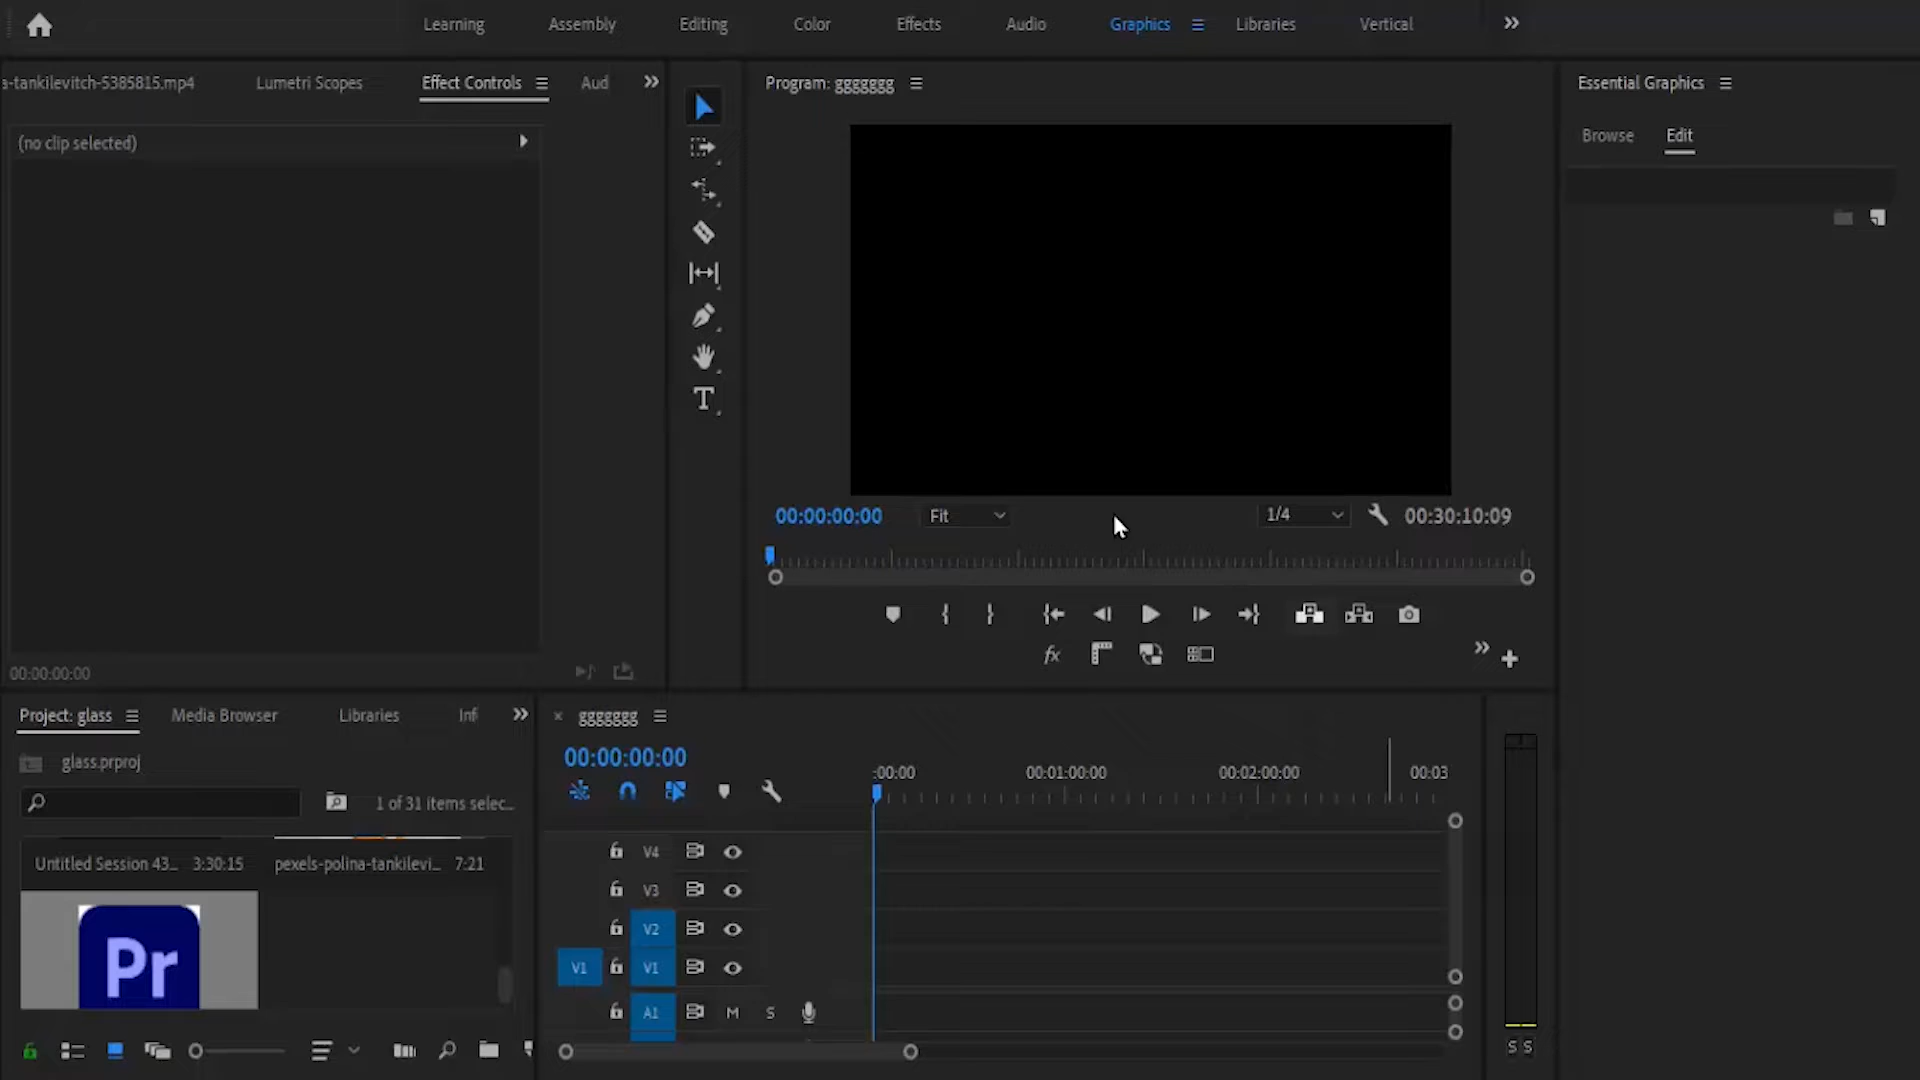 Learning Assembly Editing Color Effects Audio Graphics Libraries Vertical
a-tankilevitch-5385815.mp4 Lumetri Scopes Effect Controls Aud
Program: ggggggg
Essential Graphics
Browse Edit
(no clip selected)
T
00:00:00:00 Fit 1/4 00:30:10:09
fx
00:00:00:00
Project: glass Media Browser Libraries Inf
ggggggg
00:00:00:00
glass.prproj
:00:00 00:01:00:00 00:02:00:00 00:03
1 of 31 items selec...
Untitled Session 43... 3:30:15 pexels-polina-tankilevi... 7:21
V4
V3
V2
V1 V1
Pr
A1 M S
S S